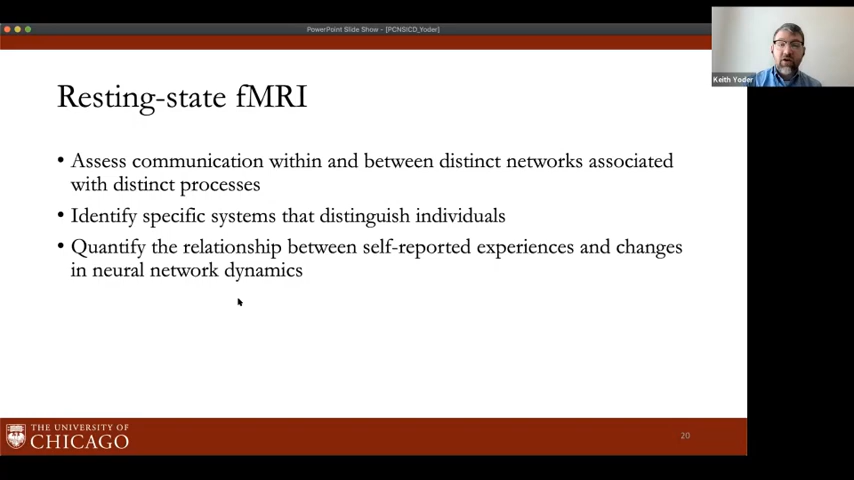 PowerPoint Slide Show - [PCNSICD_Yoder]
Keith Yoder
Resting-state fMRI
• Assess communication within and between distinct networks associated
with distinct processes
• Identify specific systems that distinguish individuals
• Quantify the relationship between self-reported experiences and changes
in neural network dynamics
THE UNIVERSITY OF
CHICAGO
20